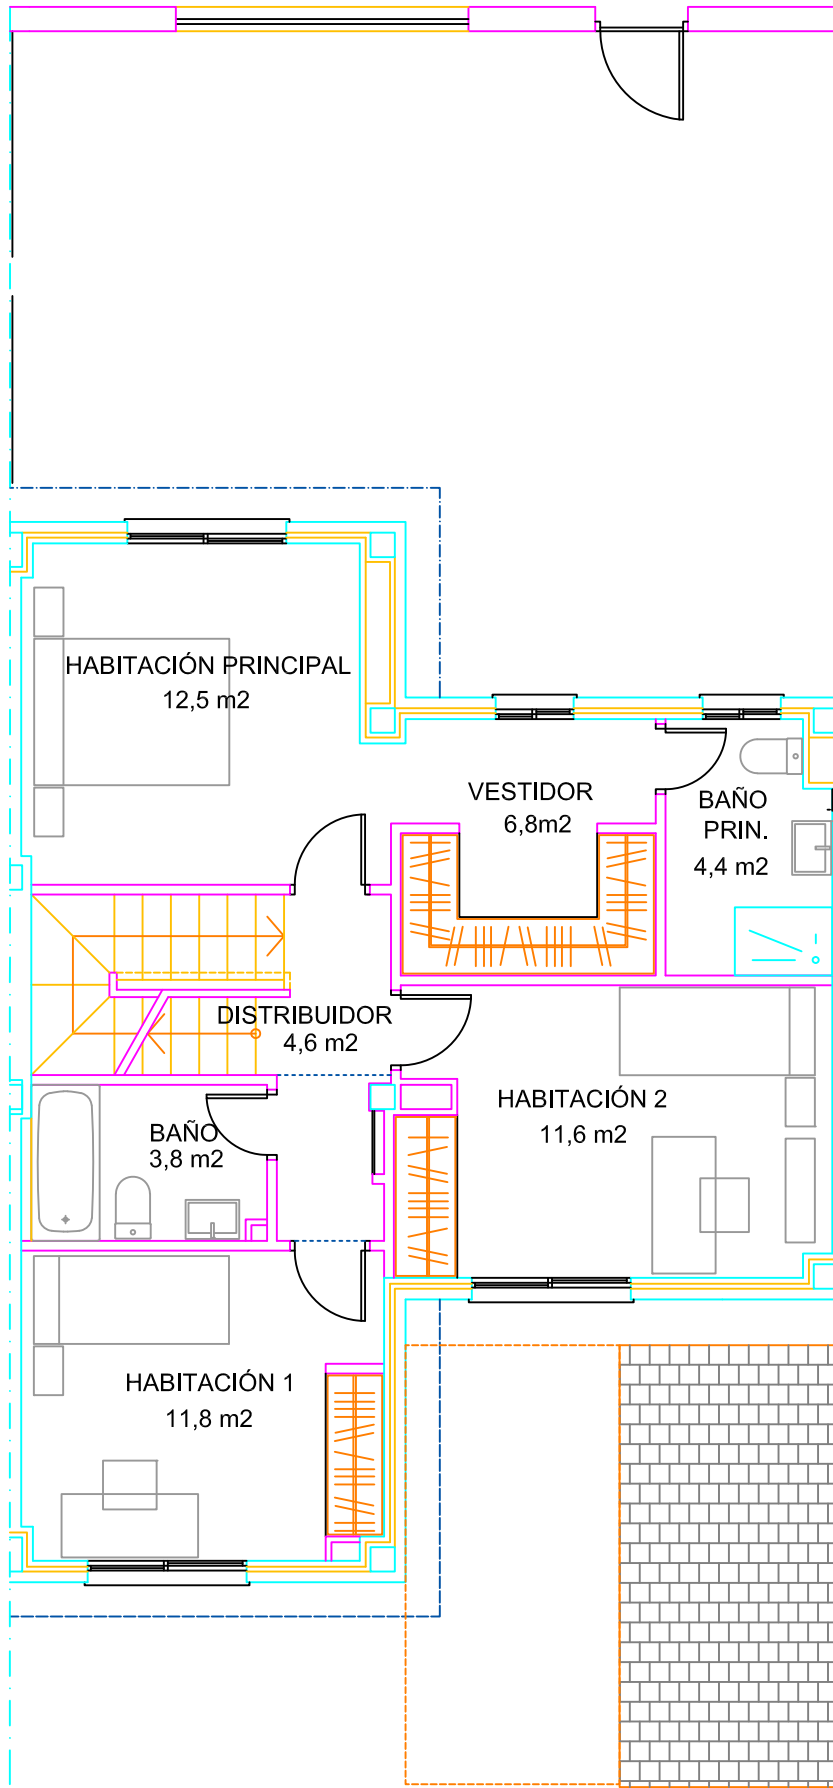 HABITACIÓN PRINCIPAL
12,5 m2
VESTIDOR
6,8m2
BAÑO
PRIN.
4,4 m2
DISTRIBUIDOR
4,6 m2
HABITACIÓN 2
11,6 m2
BAÑO
3,8 m2
HABITACIÓN 1
11,8 m2